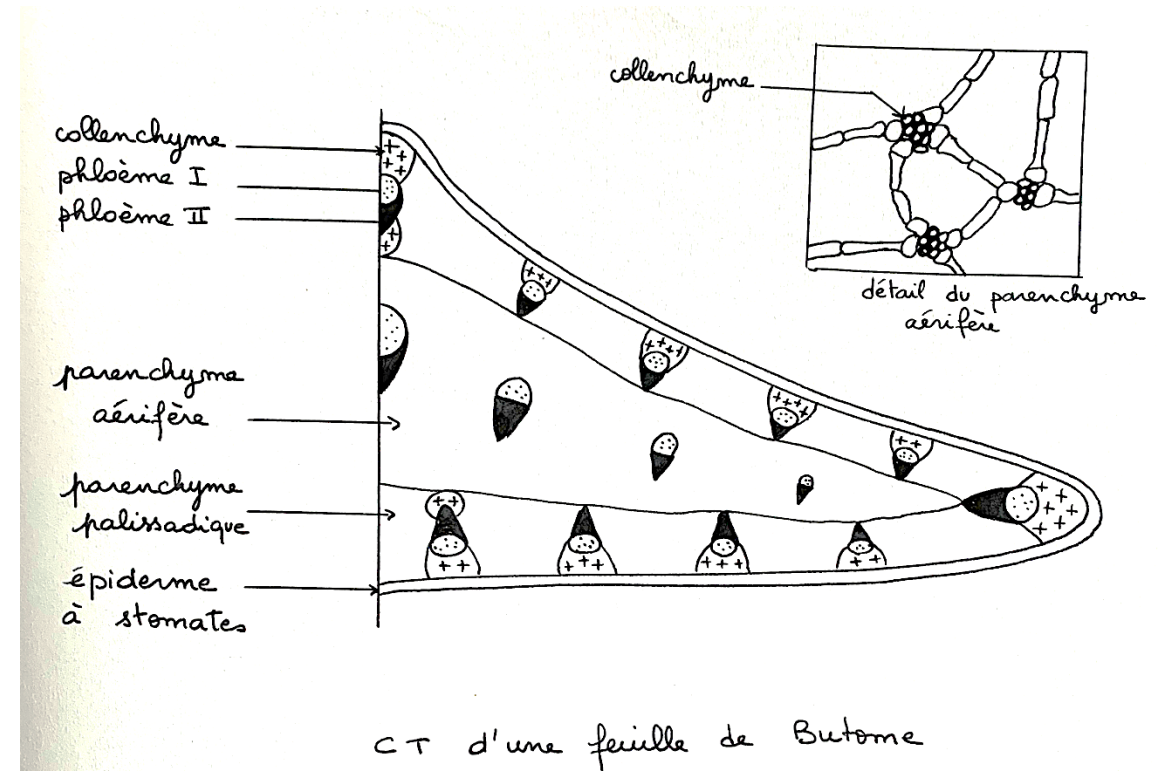 collenchyme
collenchyme
phloème I
phloème II
parenchyme
aérifère
parenchyme
palissadique
épiderme
à stomates
détail du parenchyme
aérifère
CT d'une feuille de Butome